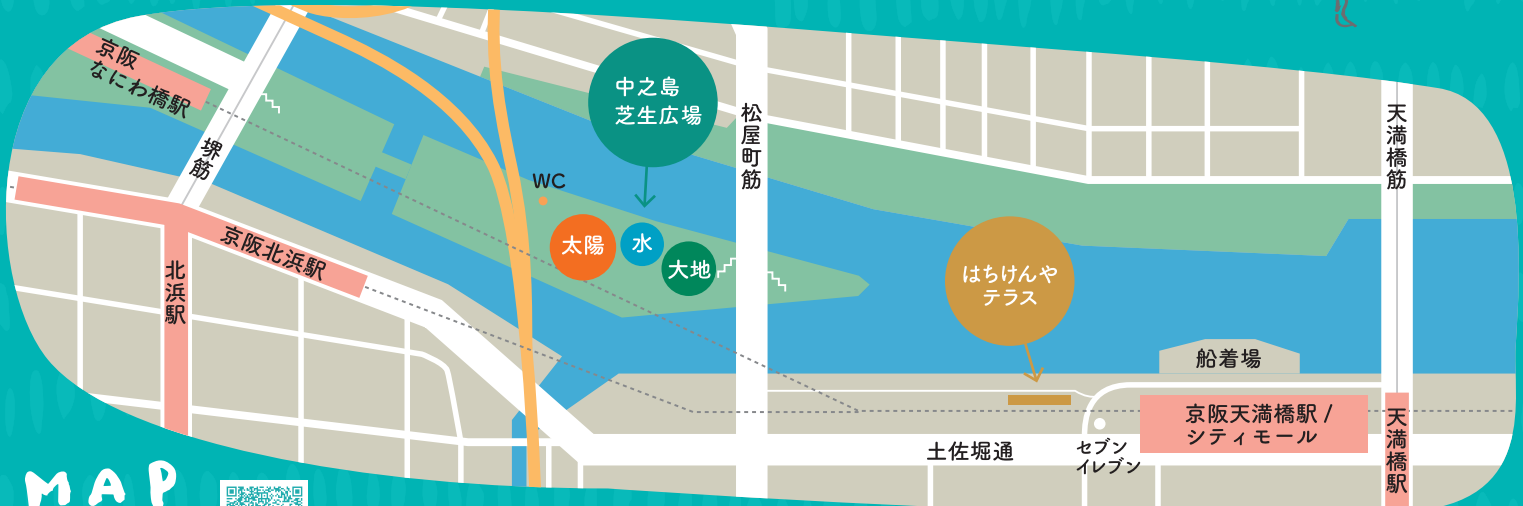 京阪
なにわ橋駅
堺筋
京阪北浜駅
北浜駅
WC
中之島
芝生広場
太陽
水
大地
松屋町筋
はちけんや
テラス
天満橋筋
船着場
京阪天満橋駅 /
シティモール
天満橋駅
土佐堀通
セブン
イレブン
MAP